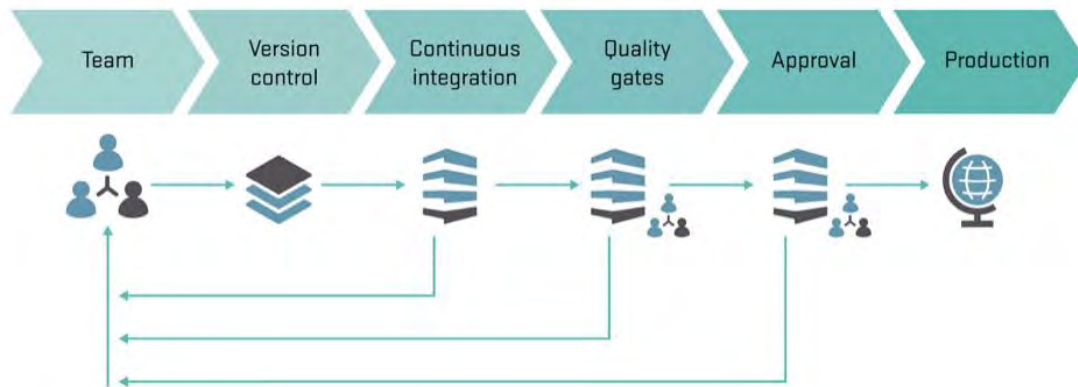 Team
Version
control
Continuous
integration
Quality
gates
Approval
Production